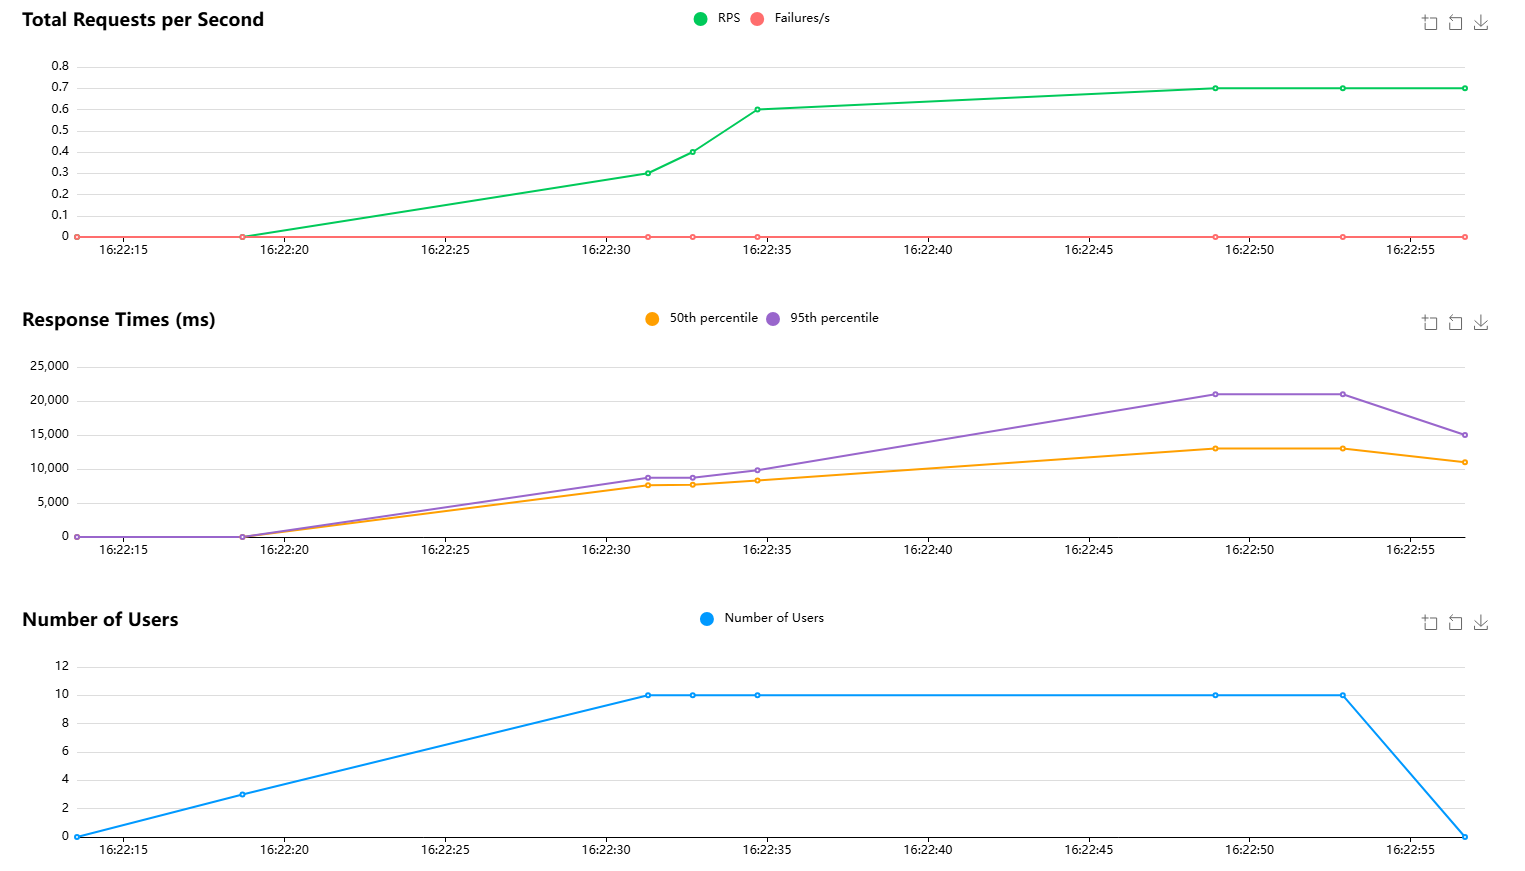 Total Requests per Second
RPS Failures/s
0.8
0.7
0.6
0.5
0.4
0.3
0.2
0.1
0
16:22:15 16:22:20 16:22:25 16:22:30 16:22:35 16:22:40 16:22:45 16:22:50 16:22:55
Response Times (ms)
50th percentile 95th percentile
25,000
20,000
15,000
10,000
5,000
0
16:22:15 16:22:20 16:22:25 16:22:30 16:22:35 16:22:40 16:22:45 16:22:50 16:22:55
Number of Users
Number of Users
12
10
8
6
4
2
0
16:22:15 16:22:20 16:22:25 16:22:30 16:22:35 16:22:40 16:22:45 16:22:50 16:22:55